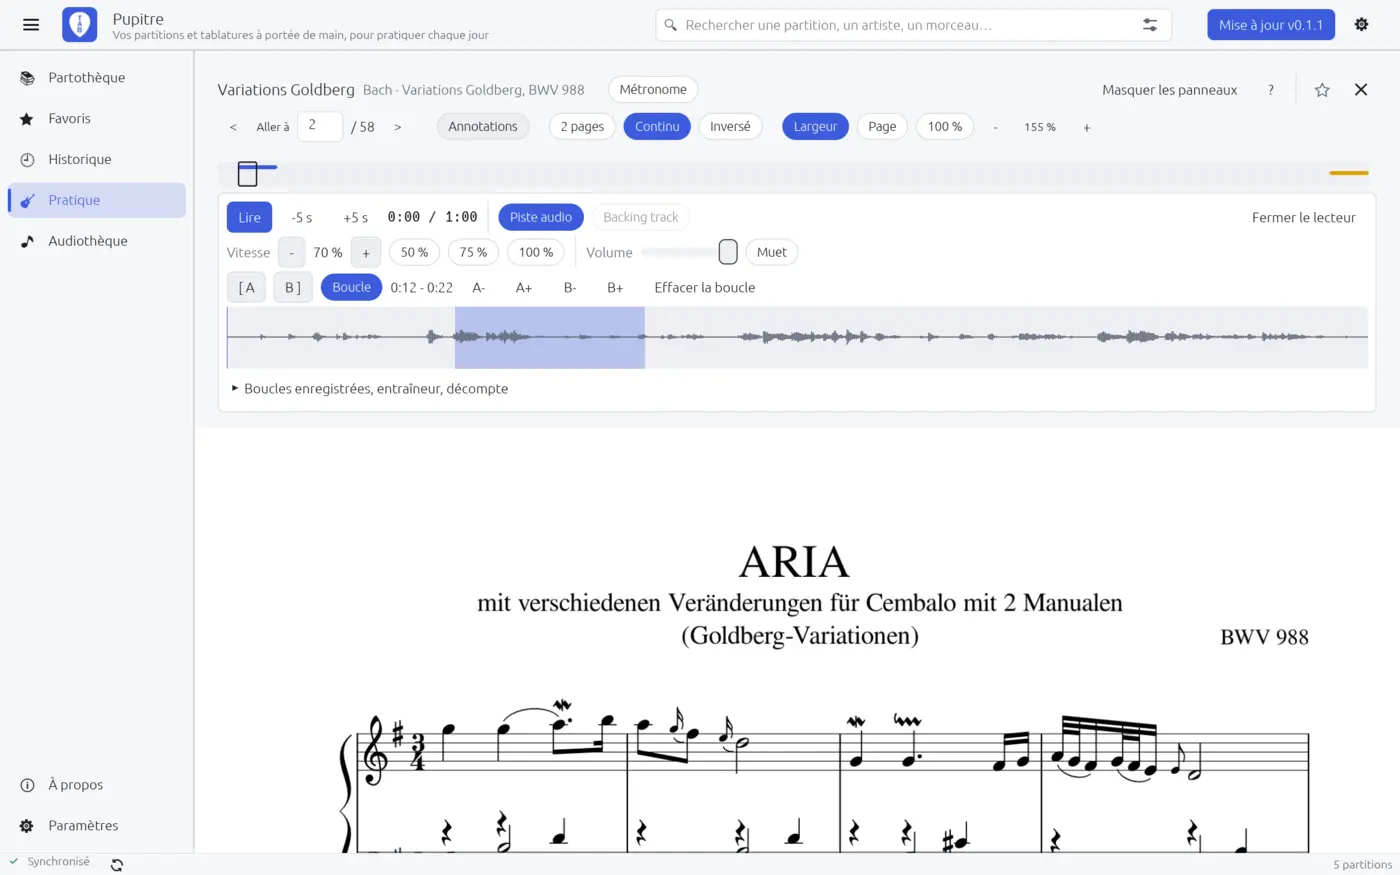 TAB
Pupitre
Vos partitions et tablatures à portée de main, pour pratiquer chaque jour
Rechercher une partition, un artiste, un morceau…
Mise à jour v0.1.1
Partothèque
Favoris
Historique
Pratique
Audiothèque
À propos
Paramètres
Variations Goldberg Bach - Variations Goldberg, BWV 988 Métronome Masquer les panneaux ?
< Aller à 2 / 58 > Annotations 2 pages Continu Inversé Largeur Page 100 % - 155 % +
Lire -5 s +5 s 0:00 / 1:00 Piste audio Backing track Fermer le lecteur
Vitesse - 70 % + 50 % 75 % 100 % Volume Muet
[ A B ] Boucle 0:12 - 0:22 A- A+ B- B+ Effacer la boucle
Boucles enregistrées, entraîneur, décompte
ARIA
mit verschiedenen Veränderungen für Cembalo mit 2 Manualen
(Goldberg-Variationen)
BWV 988
3
4
Synchronisé
5 partitions